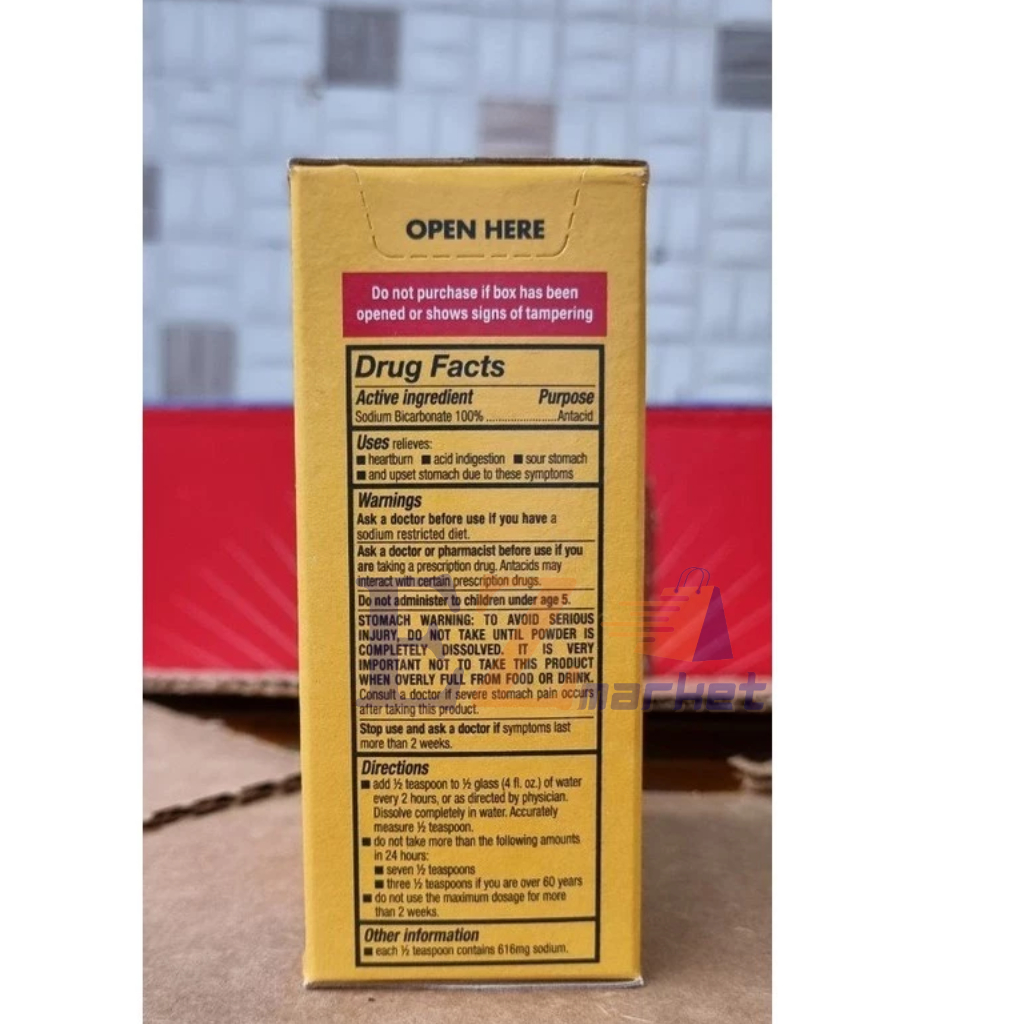 OPEN HERE
Do not purchase if box has been
opened or shows signs of tampering
Drug Facts
Active ingredient Purpose
Sodium Bicarbonate 100% ........................Antacid
Uses relieves:
■ heartburn ■ acid indigestion ■ sour stomach
■ and upset stomach due to these symptoms
Warnings
Ask a doctor before use if you have a
sodium restricted diet.
Ask a doctor or pharmacist before use if you
are taking a prescription drug. Antacids may
interact with certain prescription drugs.
Do not administer to children under age 5.
STOMACH WARNING: TO AVOID SERIOUS
INJURY, DO NOT TAKE UNTIL POWDER IS
COMPLETELY DISSOLVED. IT IS VERY
IMPORTANT NOT TO TAKE THIS PRODUCT
WHEN OVERLY FULL FROM FOOD OR DRINK.
Consult a doctor if severe stomach pain occurs
after taking this product.
Stop use and ask a doctor if symptoms last
more than 2 weeks.
Directions
■ add ½ teaspoon to ½ glass (4 fl. oz.) of water
every 2 hours, or as directed by physician.
Dissolve completely in water. Accurately
measure ½ teaspoon.
■ do not take more than the following amounts
in 24 hours:
■ seven ½ teaspoons
■ three ½ teaspoons if you are over 60 years
■ do not use the maximum dosage for more
than 2 weeks.
Other information
■ each ½ teaspoon contains 616mg sodium.
market